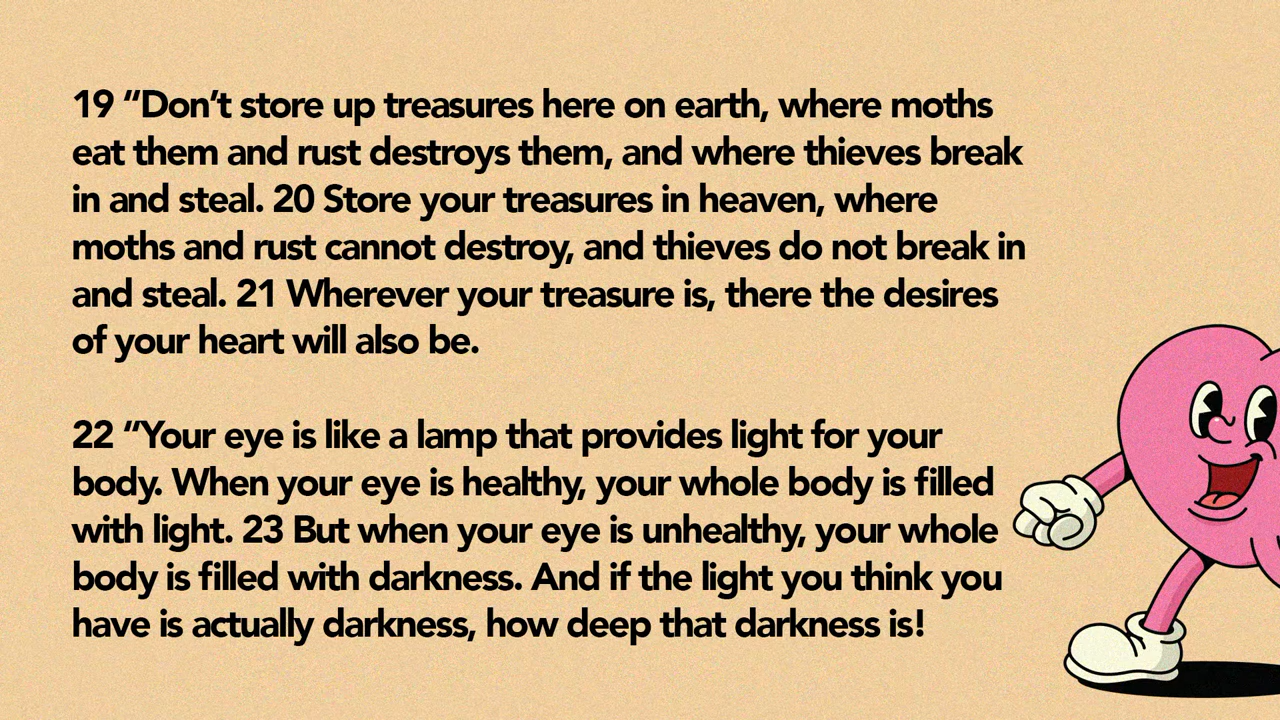 19 “Don’t store up treasures here on earth, where moths
eat them and rust destroys them, and where thieves break
in and steal. 20 Store your treasures in heaven, where
moths and rust cannot destroy, and thieves do not break in
and steal. 21 Wherever your treasure is, there the desires
of your heart will also be.
22 “Your eye is like a lamp that provides light for your
body. When your eye is healthy, your whole body is filled
with light. 23 But when your eye is unhealthy, your whole
body is filled with darkness. And if the light you think you
have is actually darkness, how deep that darkness is!